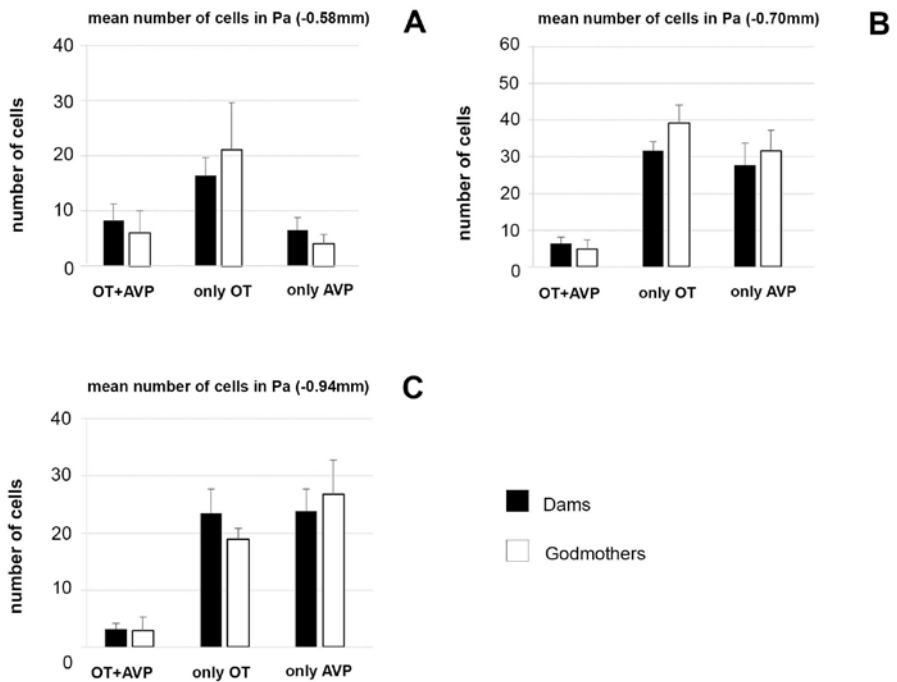 mean number of cells in Pa (-0.58mm)
A
40
30
20
10
0
number of cells
OT+AVP
only OT
only AVP
mean number of cells in Pa (-0.70mm)
B
60
50
40
30
20
10
0
number of cells
OT+AVP
only OT
only AVP
mean number of cells in Pa (-0.94mm)
C
40
30
20
10
0
number of cells
OT+AVP
only OT
only AVP
Dams
Godmothers